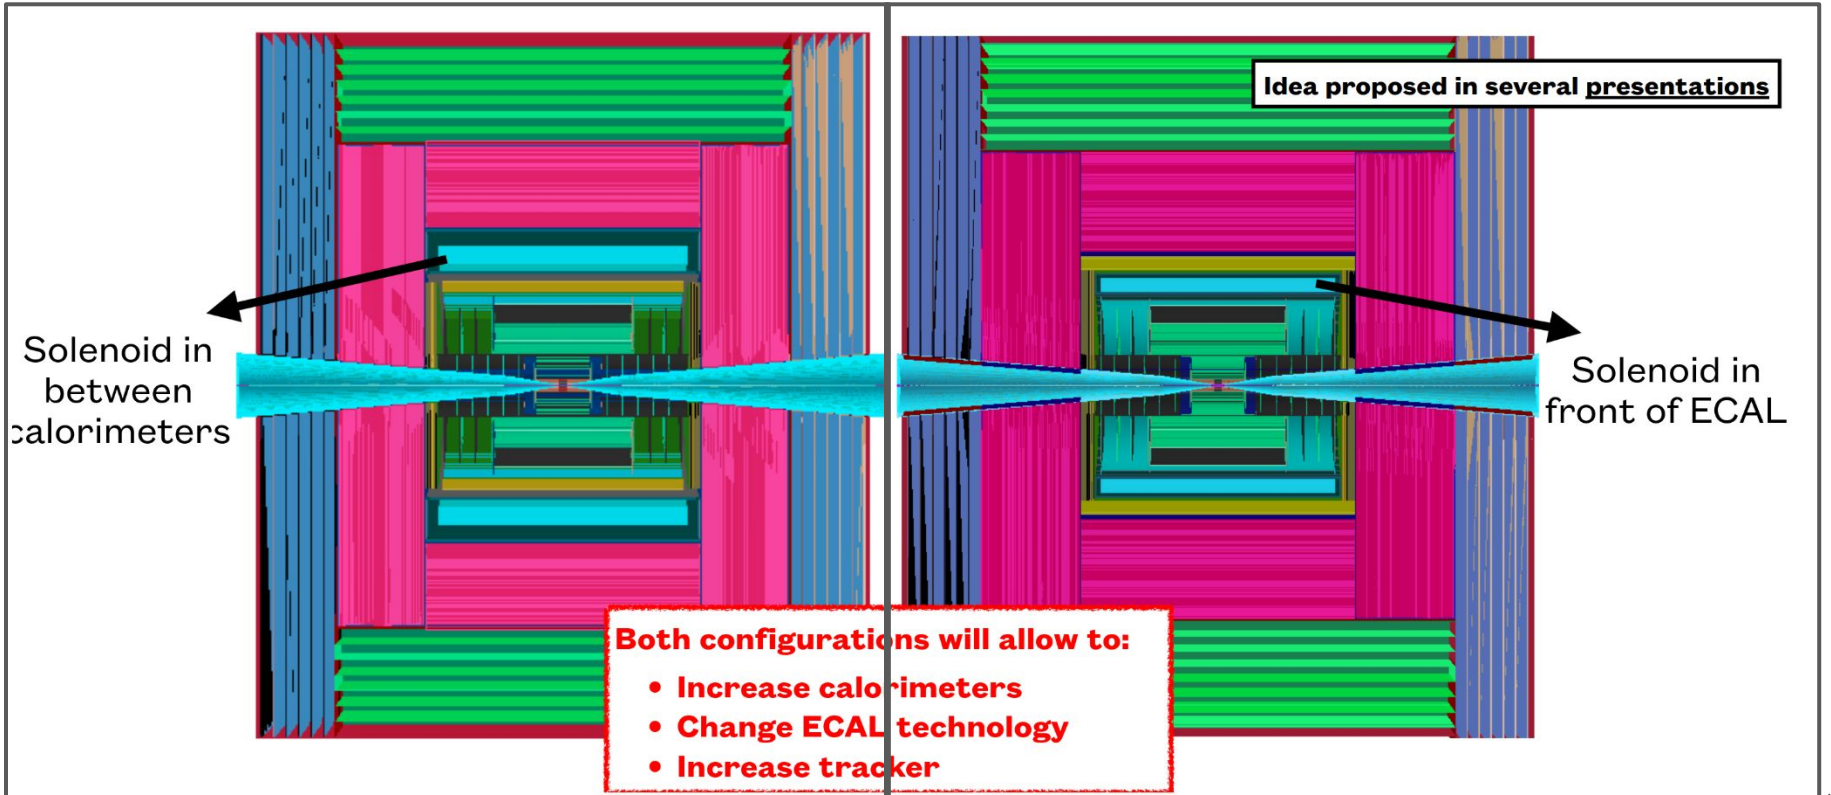 Idea proposed in several presentations
Solenoid in
between
calorimeters
Solenoid in
front of ECAL
Both configurations will allow to:
• Increase calorimeters
• Change ECAL technology
• Increase tracker